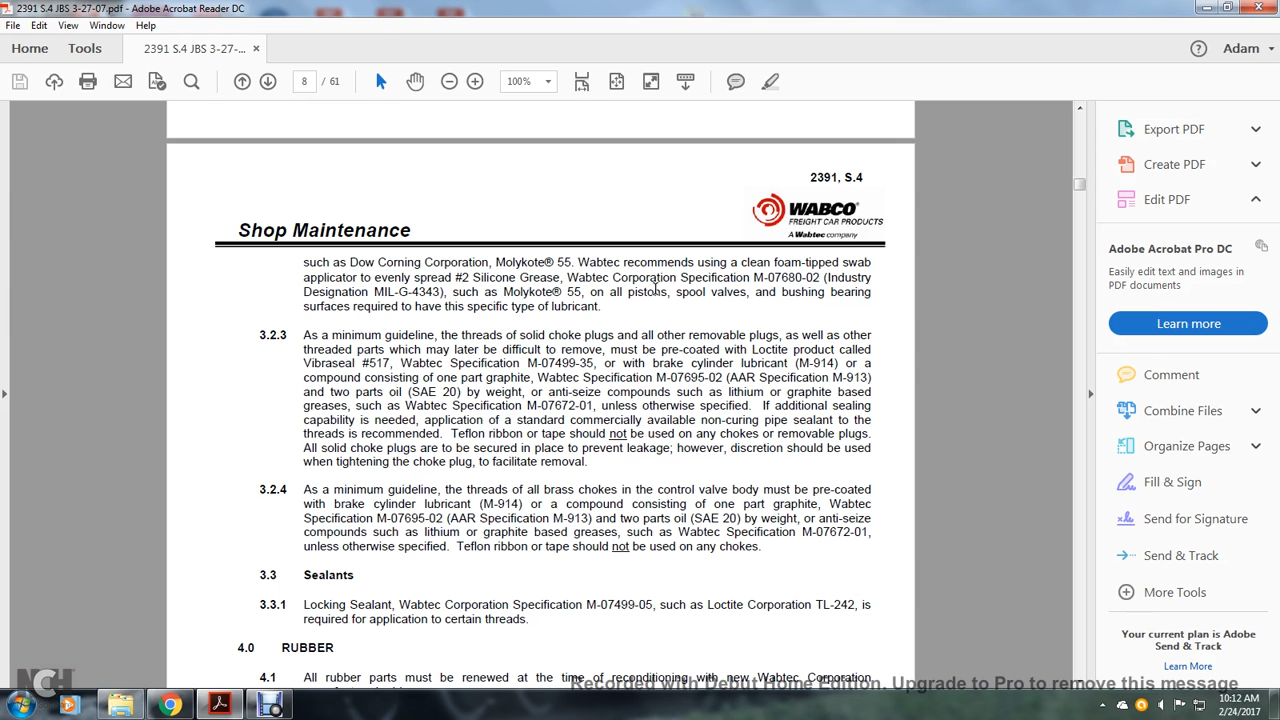 2391 S.4 JBS 3-27-07.pdf - Adobe Acrobat Reader DC
File Edit View Window Help
Home Tools 2391 S.4 JBS 3-27-... × Adam
8 / 61 100%
2391, S.4
WABCO®
FREIGHT CAR PRODUCTS
A Wabtec company
Shop Maintenance
such as Dow Corning Corporation, Molykote® 55. Wabtec recommends using a clean foam-tipped swab
applicator to evenly spread #2 Silicone Grease, Wabtec Corporation Specification M-07680-02 (Industry
Designation MIL-G-4343), such as Molykote® 55, on all pistons, spool valves, and bushing bearing
surfaces required to have this specific type of lubricant.
3.2.3 As a minimum guideline, the threads of solid choke plugs and all other removable plugs, as well as other
threaded parts which may later be difficult to remove, must be pre-coated with Loctite product called
Vibraseal #517, Wabtec Specification M-07499-35, or with brake cylinder lubricant (M-914) or a
compound consisting of one part graphite, Wabtec Specification M-07695-02 (AAR Specification M-913)
and two parts oil (SAE 20) by weight, or anti-seize compounds such as lithium or graphite based
greases, such as Wabtec Specification M-07672-01, unless otherwise specified. If additional sealing
capability is needed, application of a standard commercially available non-curing pipe sealant to the
threads is recommended. Teflon ribbon or tape should not be used on any chokes or removable plugs.
All solid choke plugs are to be secured in place to prevent leakage; however, discretion should be used
when tightening the choke plug, to facilitate removal.
3.2.4 As a minimum guideline, the threads of all brass chokes in the control valve body must be pre-coated
with brake cylinder lubricant (M-914) or a compound consisting of one part graphite, Wabtec
Specification M-07695-02 (AAR Specification M-913) and two parts oil (SAE 20) by weight, or anti-seize
compounds such as lithium or graphite based greases, such as Wabtec Specification M-07672-01,
unless otherwise specified. Teflon ribbon or tape should not be used on any chokes.
3.3 Sealants
3.3.1 Locking Sealant, Wabtec Corporation Specification M-07499-05, such as Loctite Corporation TL-242, is
required for application to certain threads.
4.0 RUBBER
4.1 All rubber parts must be renewed at the time of reconditioning with new Wabtec Corporation
Export PDF
Create PDF
Edit PDF
Adobe Acrobat Pro DC
Easily edit text and images in
PDF documents
Learn more
Comment
Combine Files
Organize Pages
Fill & Sign
Send for Signature
Send & Track
More Tools
Your current plan is Adobe
Send & Track
Learn More
NCH
Recorded with Debut Home Edition. Upgrade to Pro to remove this message
10:12 AM
2/24/2017